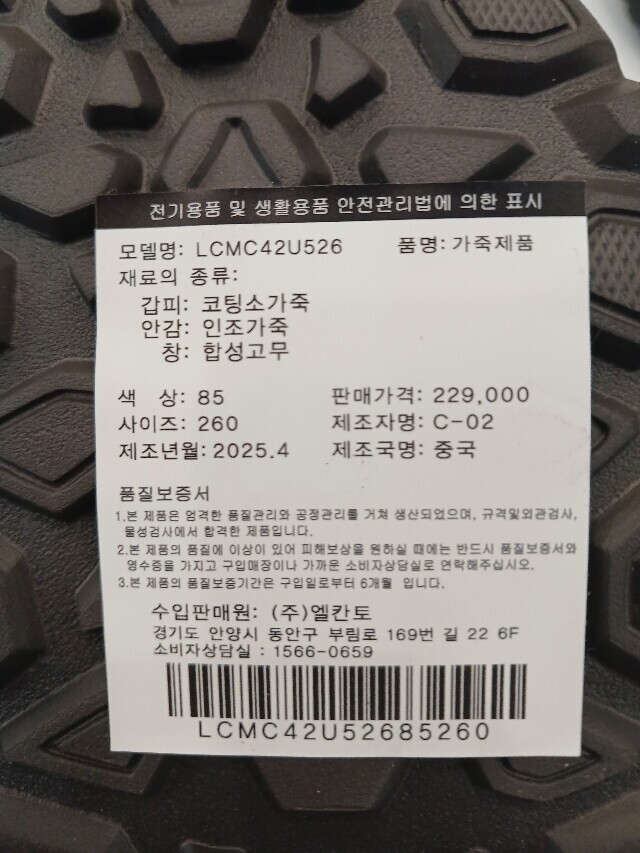 전기용품 및 생활용품 안전관리법에 의한 표시
모델명: LCMC42U526 품명: 가죽제품
재료의 종류:
갑피: 코팅소가죽
안감: 인조가죽
창: 합성고무
색 상: 85 판매가격: 229,000
사이즈: 260 제조자명: C-02
제조년월: 2025.4 제조국명: 중국
품질보증서
1.본 제품은 엄격한 품질관리와 공정관리를 거쳐 생산되었으며, 규격및외관검사,
물성검사에서 합격한 제품입니다.
2.본 제품의 품질에 이상이 있어 피해보상을 원하실 때에는 반드시 품질보증서와
영수증을 가지고 구입매장이나 가까운 소비자상담실로 연락해주십시오.
3.본 제품의 품질보증기간은 구입일로부터 6개월 입니다.
수입판매원: (주)엘칸토
경기도 안양시 동안구 부림로 169번 길 22 6F
소비자상담실 : 1566-0659
LCMC42U52685260